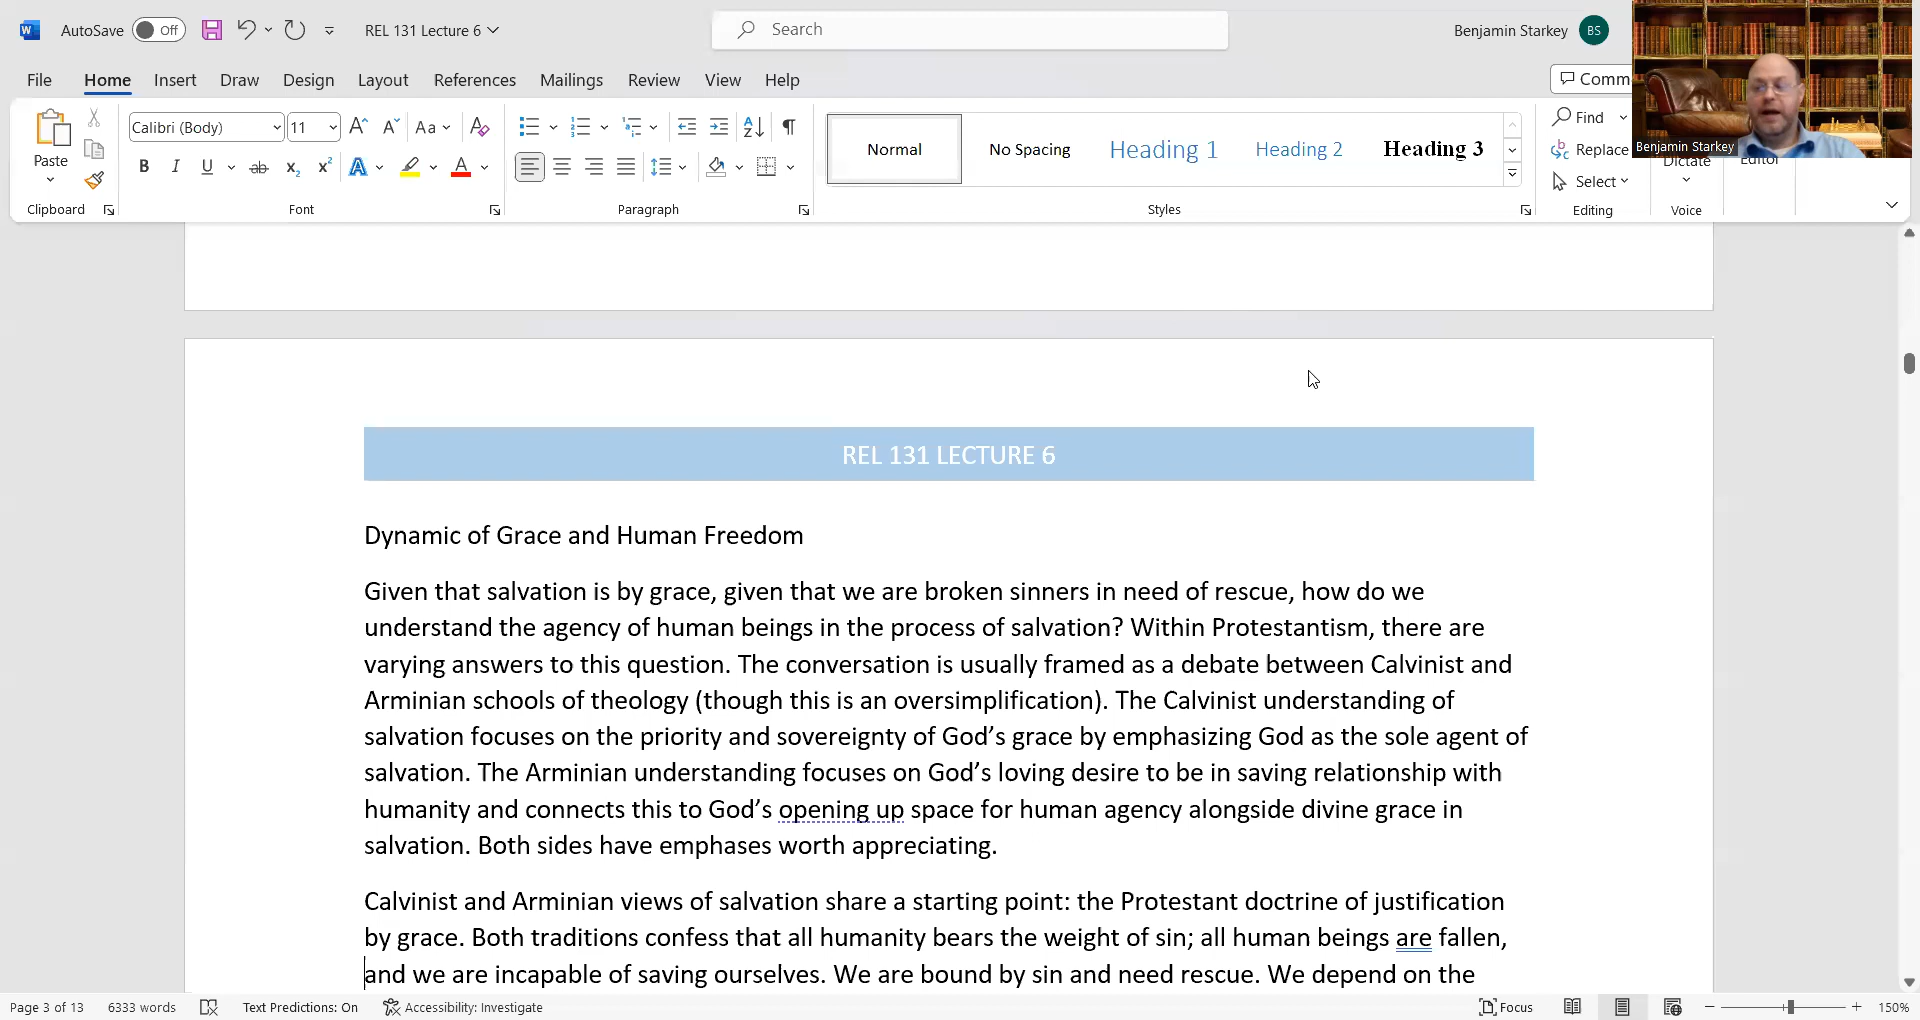 AutoSave Off REL 131 Lecture 6 Search Benjamin Starkey BS
File Home Insert Draw Design Layout References Mailings Review View Help Comm
Paste Calibri (Body) 11 Aa Normal No Spacing Heading 1 Heading 2 Heading 3 Find
Replace
Select
Dictate
Editor
Benjamin Starkey
Clipboard Font Paragraph Styles Editing Voice
REL 131 LECTURE 6
Dynamic of Grace and Human Freedom
Given that salvation is by grace, given that we are broken sinners in need of rescue, how do we
understand the agency of human beings in the process of salvation? Within Protestantism, there are
varying answers to this question. The conversation is usually framed as a debate between Calvinist and
Arminian schools of theology (though this is an oversimplification). The Calvinist understanding of
salvation focuses on the priority and sovereignty of God’s grace by emphasizing God as the sole agent of
salvation. The Arminian understanding focuses on God’s loving desire to be in saving relationship with
humanity and connects this to God’s opening up space for human agency alongside divine grace in
salvation. Both sides have emphases worth appreciating.
Calvinist and Arminian views of salvation share a starting point: the Protestant doctrine of justification
by grace. Both traditions confess that all humanity bears the weight of sin; all human beings are fallen,
and we are incapable of saving ourselves. We are bound by sin and need rescue. We depend on the
Page 3 of 13 6333 words Text Predictions: On Accessibility: Investigate Focus 150%